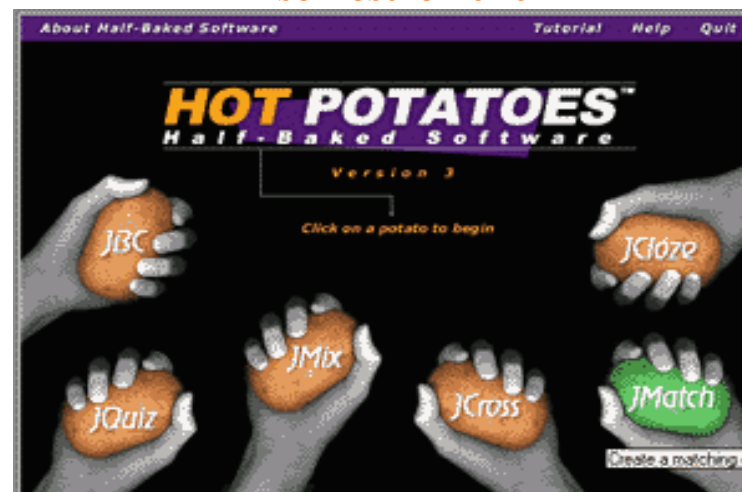 About Half-Baked Software Tutorial Help Quit
HOT POTATOES™
Half-Baked Software
Version 3
Click on a potato to begin
JBC
JCloze
JMix
JQuiz
JCross
JMatch
Create a matching